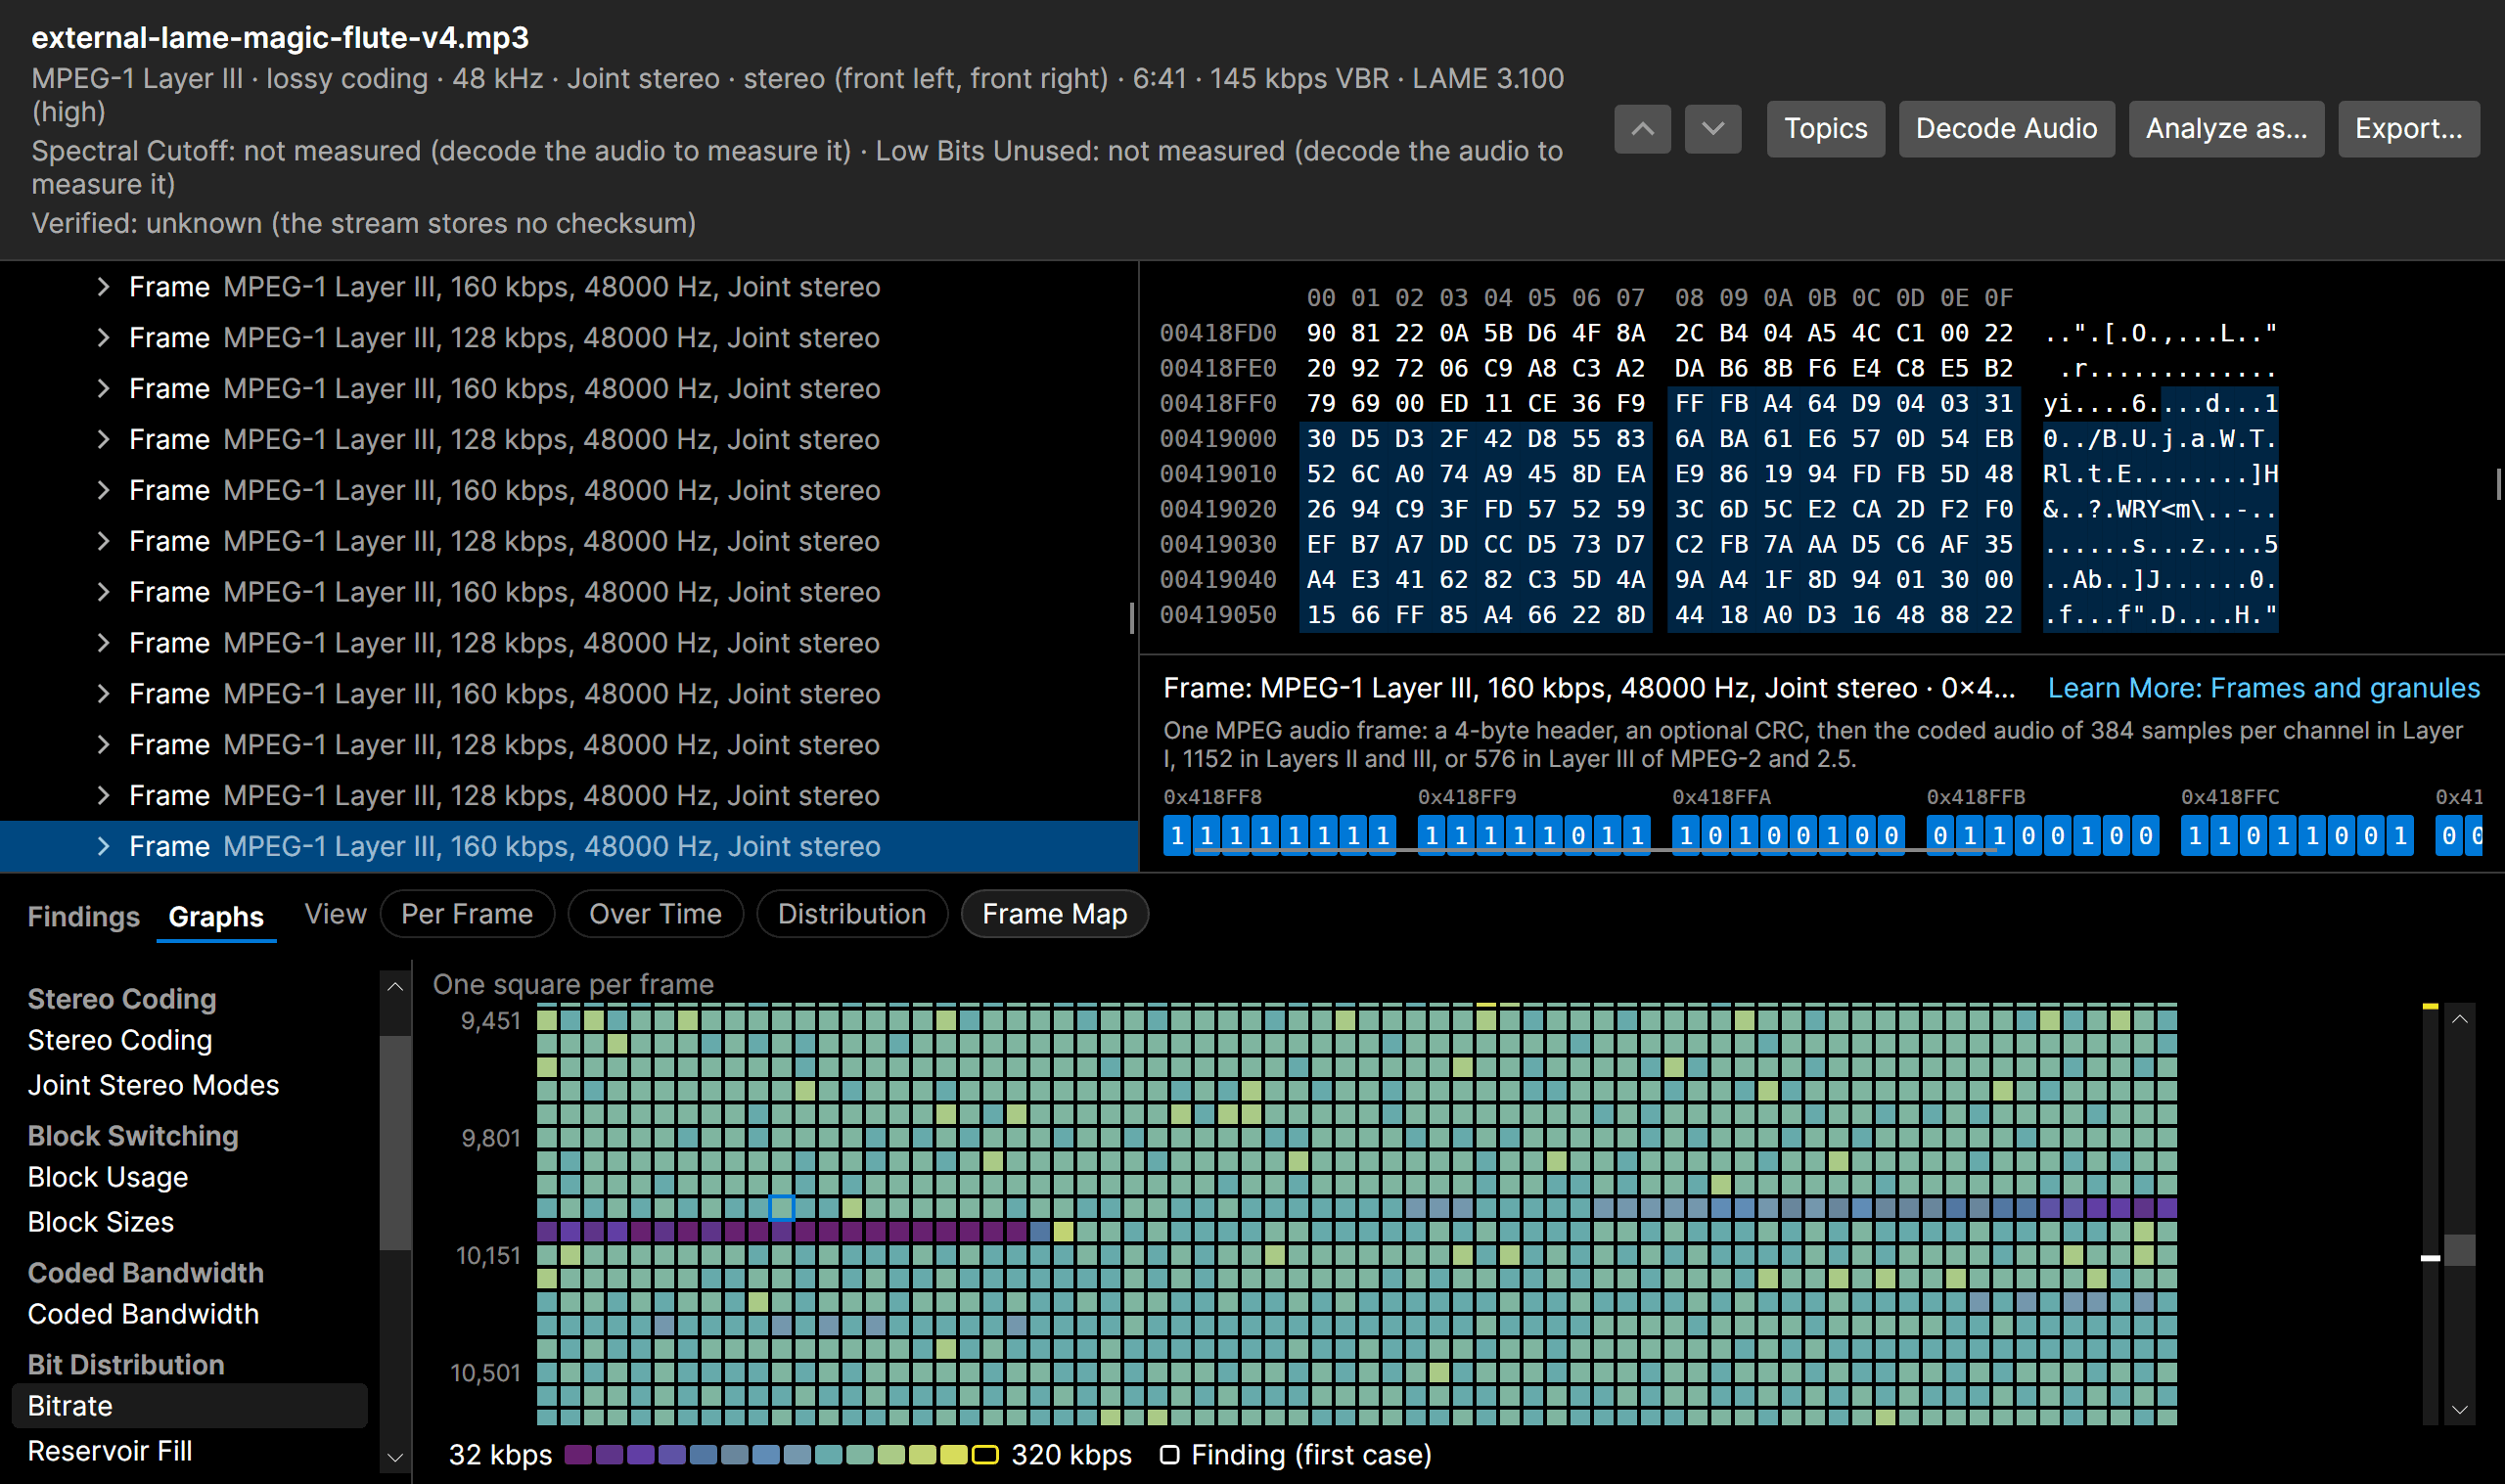 external-lame-magic-flute-v4.mp3
MPEG-1 Layer III · lossy coding · 48 kHz · Joint stereo · stereo (front left, front right) · 6:41 · 145 kbps VBR · LAME 3.100
(high)
Spectral Cutoff: not measured (decode the audio to measure it) · Low Bits Unused: not measured (decode the audio to
measure it)
Verified: unknown (the stream stores no checksum)
Topics
Decode Audio
Analyze as...
Export...
Frame MPEG-1 Layer III, 160 kbps, 48000 Hz, Joint stereo
Frame MPEG-1 Layer III, 128 kbps, 48000 Hz, Joint stereo
Frame MPEG-1 Layer III, 160 kbps, 48000 Hz, Joint stereo
Frame MPEG-1 Layer III, 128 kbps, 48000 Hz, Joint stereo
Frame MPEG-1 Layer III, 160 kbps, 48000 Hz, Joint stereo
Frame MPEG-1 Layer III, 128 kbps, 48000 Hz, Joint stereo
Frame MPEG-1 Layer III, 160 kbps, 48000 Hz, Joint stereo
Frame MPEG-1 Layer III, 128 kbps, 48000 Hz, Joint stereo
Frame MPEG-1 Layer III, 160 kbps, 48000 Hz, Joint stereo
Frame MPEG-1 Layer III, 128 kbps, 48000 Hz, Joint stereo
Frame MPEG-1 Layer III, 128 kbps, 48000 Hz, Joint stereo
Frame MPEG-1 Layer III, 160 kbps, 48000 Hz, Joint stereo
00 01 02 03 04 05 06 07 08 09 0A 0B 0C 0D 0E 0F
00418FD0 90 81 22 0A 5B D6 4F 8A 2C B4 04 A5 4C C1 00 22 ..".[.O.,...L.."
00418FE0 20 92 72 06 C9 A8 C3 A2 DA B6 8B F6 E4 C8 E5 B2 .r.............
00418FF0 79 69 00 ED 11 CE 36 F9 FF FB A4 64 D9 04 03 31 yi....6....d...1
00419000 30 D5 D3 2F 42 D8 55 83 6A BA 61 E6 57 0D 54 EB 0../B.U.j.a.W.T.
00419010 52 6C A0 74 A9 45 8D EA E9 86 19 94 FD FB 5D 48 Rl.t.E........]H
00419020 26 94 C9 3F FD 57 52 59 3C 6D 5C E2 CA 2D F2 F0 &..?.WRY<m\..-..
00419030 EF B7 A7 DD CC D5 73 D7 C2 FB 7A AA D5 C6 AF 35 ......s...z....5
00419040 A4 E3 41 62 82 C3 5D 4A 9A A4 1F 8D 94 01 30 00 ..Ab..]J......0.
00419050 15 66 FF 85 A4 66 22 8D 44 18 A0 D3 16 48 88 22 .f...f".D....H."
Frame: MPEG-1 Layer III, 160 kbps, 48000 Hz, Joint stereo · 0×4...
Learn More: Frames and granules
One MPEG audio frame: a 4-byte header, an optional CRC, then the coded audio of 384 samples per channel in Layer
I, 1152 in Layers II and III, or 576 in Layer III of MPEG-2 and 2.5.
0x418FF8 0x418FF9 0x418FFA 0x418FFB 0x418FFC 0x41
1 1 1 1 1 1 1 1 1 1 1 1 1 0 1 1 1 0 1 0 0 1 0 0 0 1 1 0 0 1 0 0 1 1 0 1 1 0 0 1 0 0
Findings
Graphs
View
Per Frame
Over Time
Distribution
Frame Map
Stereo Coding
Stereo Coding
Joint Stereo Modes
Block Switching
Block Usage
Block Sizes
Coded Bandwidth
Coded Bandwidth
Bit Distribution
Bitrate
Reservoir Fill
One square per frame
9,451
9,801
10,151
10,501
32 kbps
320 kbps
Finding (first case)